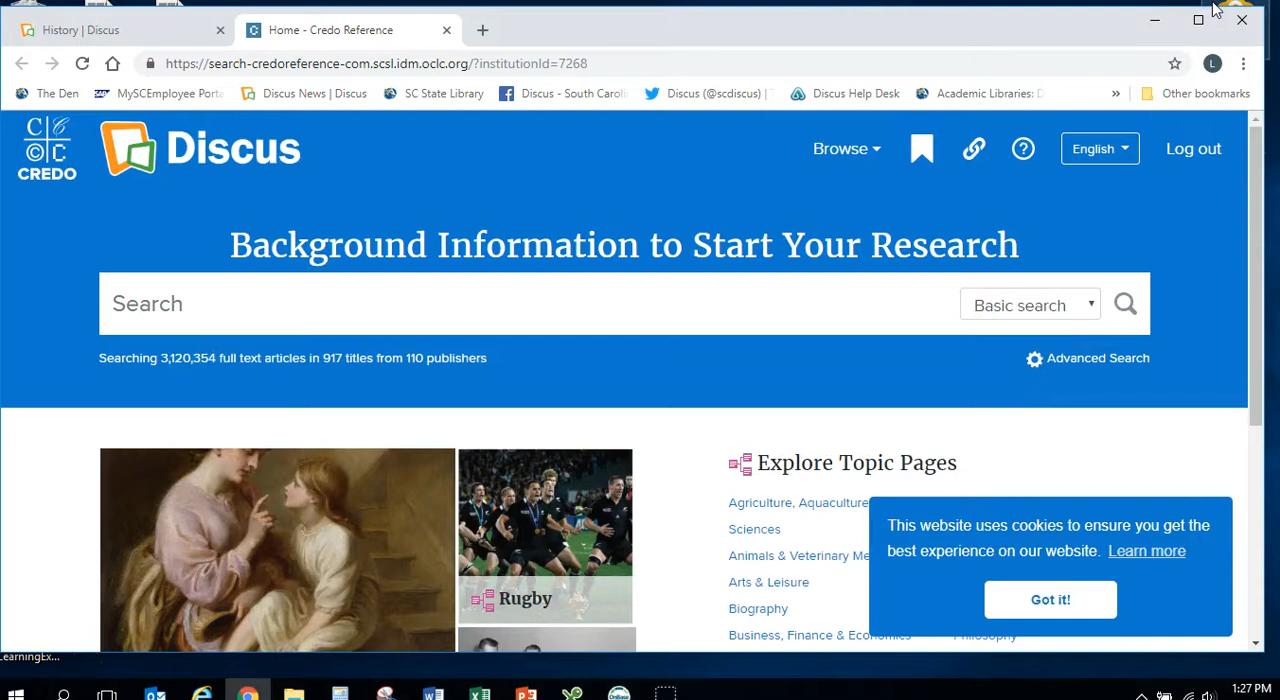 History | Discus
Home - Credo Reference
https://search-credoreference-com.scsl.idm.oclc.org/?institutionId=7268
L
The Den
MySCEmployee Porta
Discus News | Discus
SC State Library
Discus - South Caroli
Discus (@scdiscus) | T
Discus Help Desk
Academic Libraries: D
»
Other bookmarks
CREDO
Discus
Browse
English
Log out
Background Information to Start Your Research
Search
Basic search
Searching 3,120,354 full text articles in 917 titles from 110 publishers
Advanced Search
Rugby
Explore Topic Pages
Agriculture, Aquaculture
Sciences
Animals & Veterinary Me
Arts & Leisure
Biography
Business, Finance & Economics
Philosophy
This website uses cookies to ensure you get the
best experience on our website. Learn more
Got it!
LearningEx...
1:27 PM